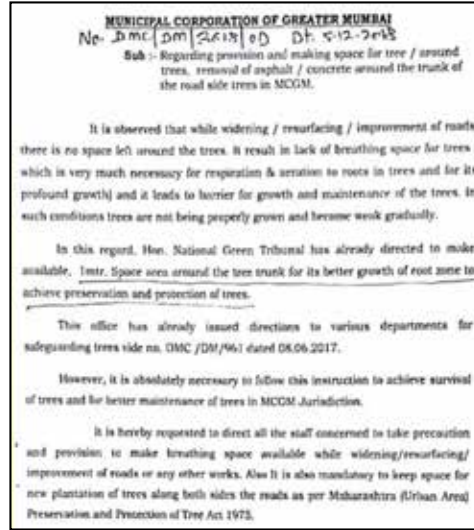 MUNICIPAL CORPORATION OF GREATER MUMBAI
No- DMC/DM/2618/OD Dt. 5-12-2018
Sub :- Regarding provision and making space for tree / around
trees, removal of asphalt / concrete around the trunk of
the road side trees in MCGM.
It is observed that while widening / resurfacing / improvement of roads
there is no space left around the trees. It result in lack of breathing space for trees
which is very much necessary for respiration & aeration to roots in trees and for its
profound growth) and it leads to barrier for growth and maintenance of the trees. In
such conditions trees are not being properly grown and become weak gradually.
In this regard, Hon. National Green Tribunal has already directed to make
available, 1mtr. Space area around the tree trunk for its better growth of root zone to
achieve preservation and protection of trees.
This office has already issued directions to various departments for
safeguarding trees vide no. DMC /DM/961 dated 08.06.2017.
However, it is absolutely necessary to follow this instruction to achieve survival
of trees and for better maintenance of trees in MCGM Jurisdiction.
It is hereby requested to direct all the staff concerned to take precaution
and provision to make breathing space available while widening/resurfacing/
improvement of roads or any other works. Also It is also mandatory to keep space for
new plantation of trees along both sides the roads as per Maharashtra (Urban Area)
Preservation and Protection of Tree Act 1975.